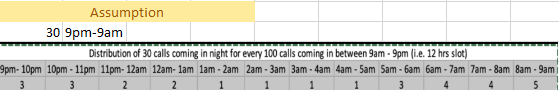 Assumption
30 9pm-9am
Distribution of 30 calls coming in night for every 100 calls coming in between 9am - 9pm (i.e. 12 hrs slot)
9pm- 10pm 10pm - 11pm 11pm- 12am 12am- 1am 1am - 2am 2am - 3am 3am - 4am 4am - 5am 5am - 6am 6am - 7am 7am - 8am 8am - 9am
3 3 2 2 1 1 1 1 3 4 4 5